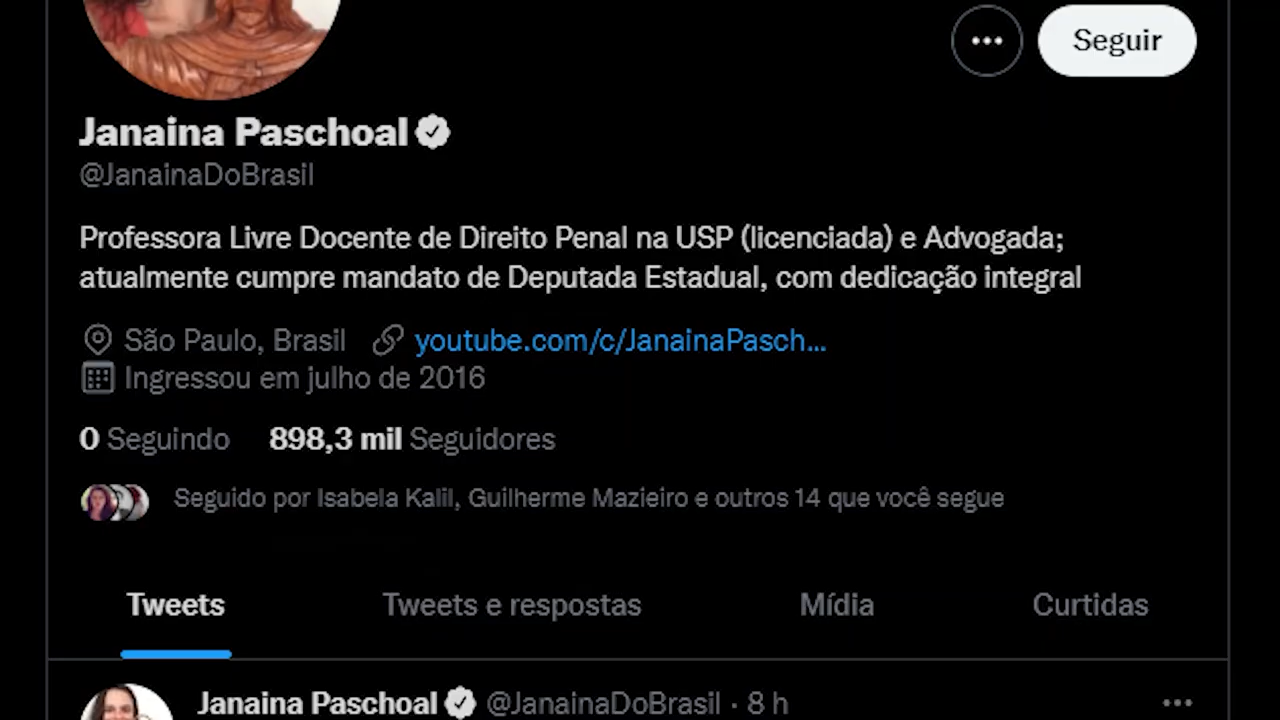 Seguir
Janaina Paschoal
@JanainaDoBrasil
Professora Livre Docente de Direito Penal na USP (licenciada) e Advogada;
atualmente cumpre mandato de Deputada Estadual, com dedicação integral
São Paulo, Brasil youtube.com/c/JanainaPasch...
Ingressou em julho de 2016
0 Seguindo 898,3 mil Seguidores
Seguido por Isabela Kalil, Guilherme Mazieiro e outros 14 que você segue
Tweets Tweets e respostas Mídia Curtidas
Janaina Paschoal @JanainaDoBrasil · 8 h